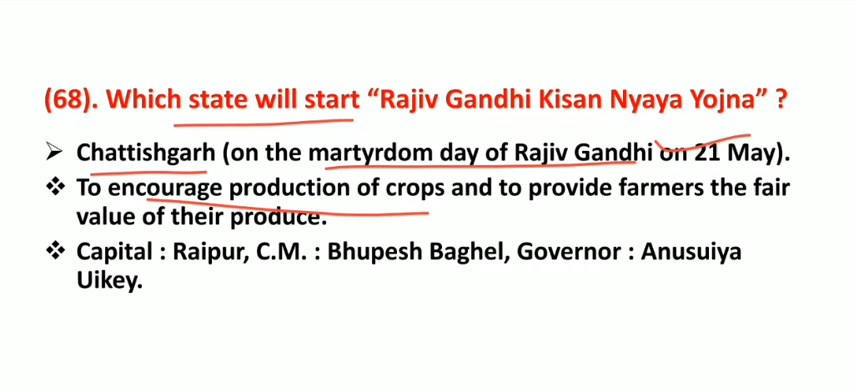 (68). Which state will start “Rajiv Gandhi Kisan Nyaya Yojna” ?
➢ Chattishgarh (on the martyrdom day of Rajiv Gandhi on 21 May).
❖ To encourage production of crops and to provide farmers the fair
value of their produce.
❖ Capital : Raipur, C.M. : Bhupesh Baghel, Governor : Anusuiya
Uikey.